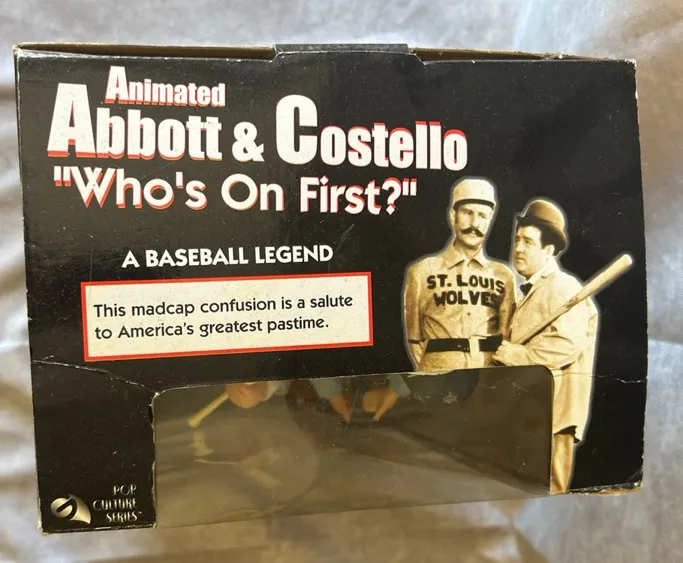 Animated
Abbott & Costello
"Who's On First?"
A BASEBALL LEGEND
This madcap confusion is a salute
to America's greatest pastime.
ST. LOUIS
WOLVES
POP
CULTURE
SERIES™